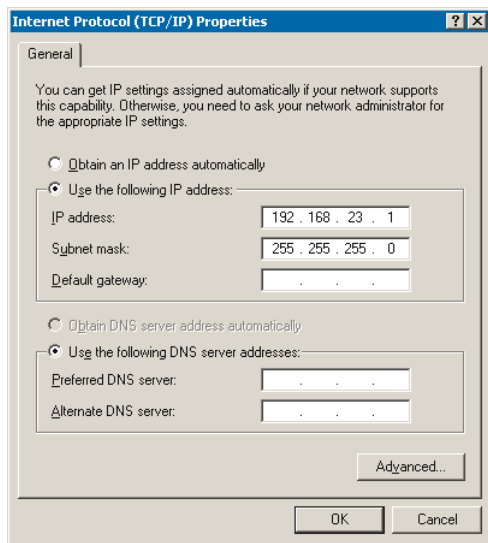 Internet Protocol (TCP/IP) Properties
General
You can get IP settings assigned automatically if your network supports
this capability. Otherwise, you need to ask your network administrator for
the appropriate IP settings.
Obtain an IP address automatically
Use the following IP address:
IP address: 192 . 168 . 23 . 1
Subnet mask: 255 . 255 . 255 . 0
Default gateway: . . .
Obtain DNS server address automatically
Use the following DNS server addresses:
Preferred DNS server: . . .
Alternate DNS server: . . .
Advanced...
OK Cancel